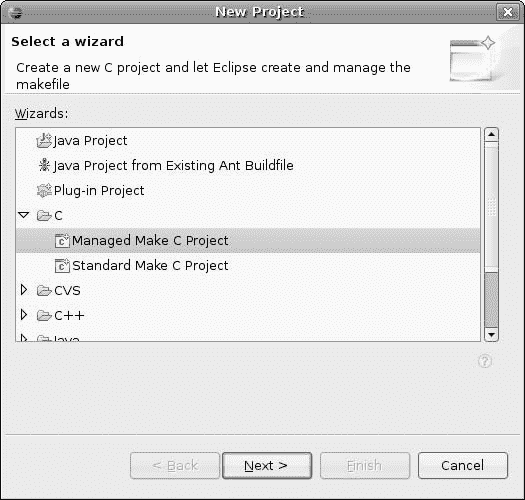 New Project
Select a wizard
Create a new C project and let Eclipse create and manage the
makefile
Wizards:
Java Project
Java Project from Existing Ant Buildfile
Plug-in Project
C
Managed Make C Project
Standard Make C Project
CVS
C++
Java
< Back
Next >
Finish
Cancel